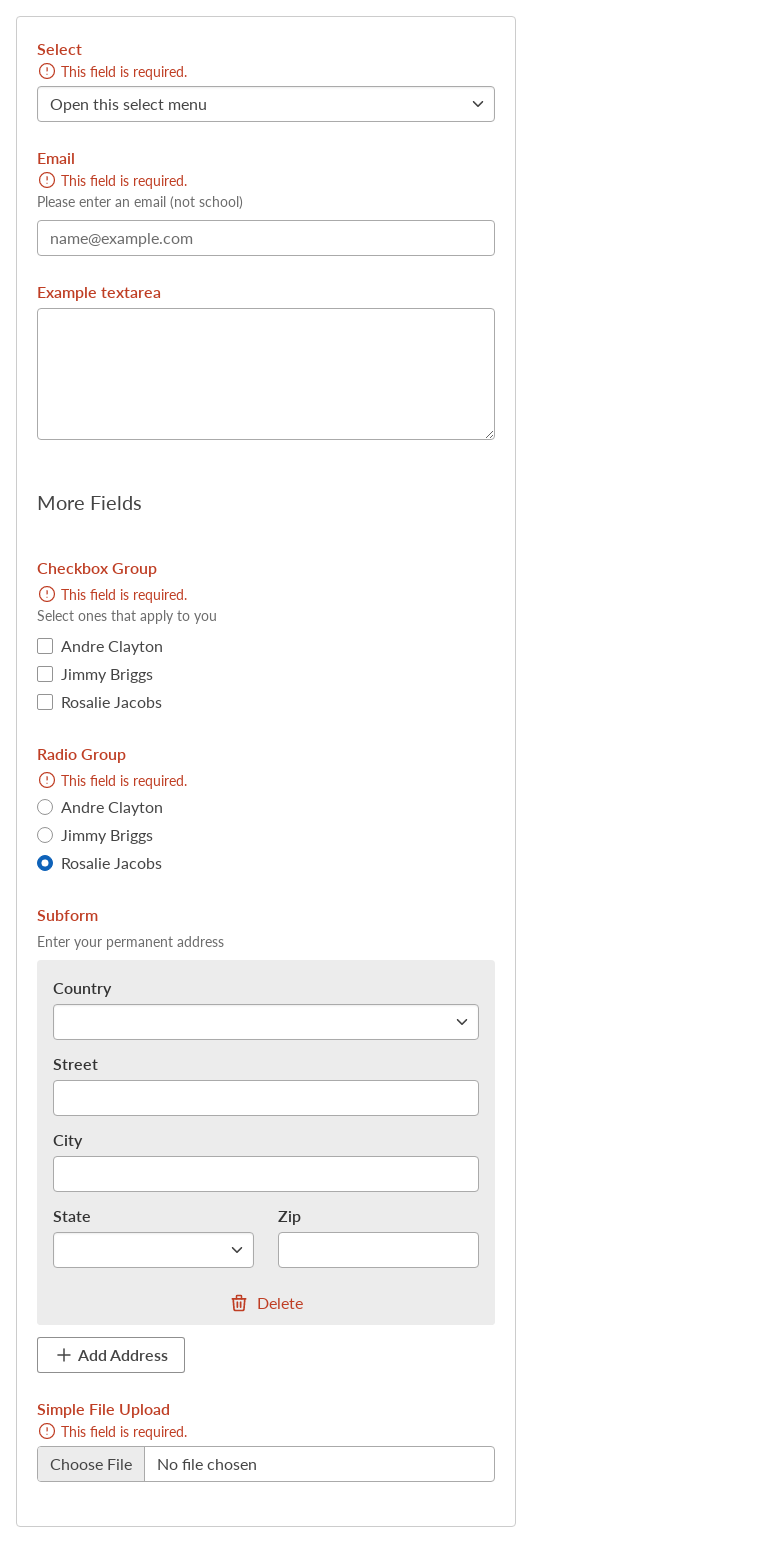 Select
This field is required.
Open this select menu
Email
This field is required.
Please enter an email (not school)
name@example.com
Example textarea
More Fields
Checkbox Group
This field is required.
Select ones that apply to you
Andre Clayton
Jimmy Briggs
Rosalie Jacobs
Radio Group
This field is required.
Andre Clayton
Jimmy Briggs
Rosalie Jacobs
Subform
Enter your permanent address
Country
Street
City
State Zip
Delete
Add Address
Simple File Upload
This field is required.
Choose File No file chosen